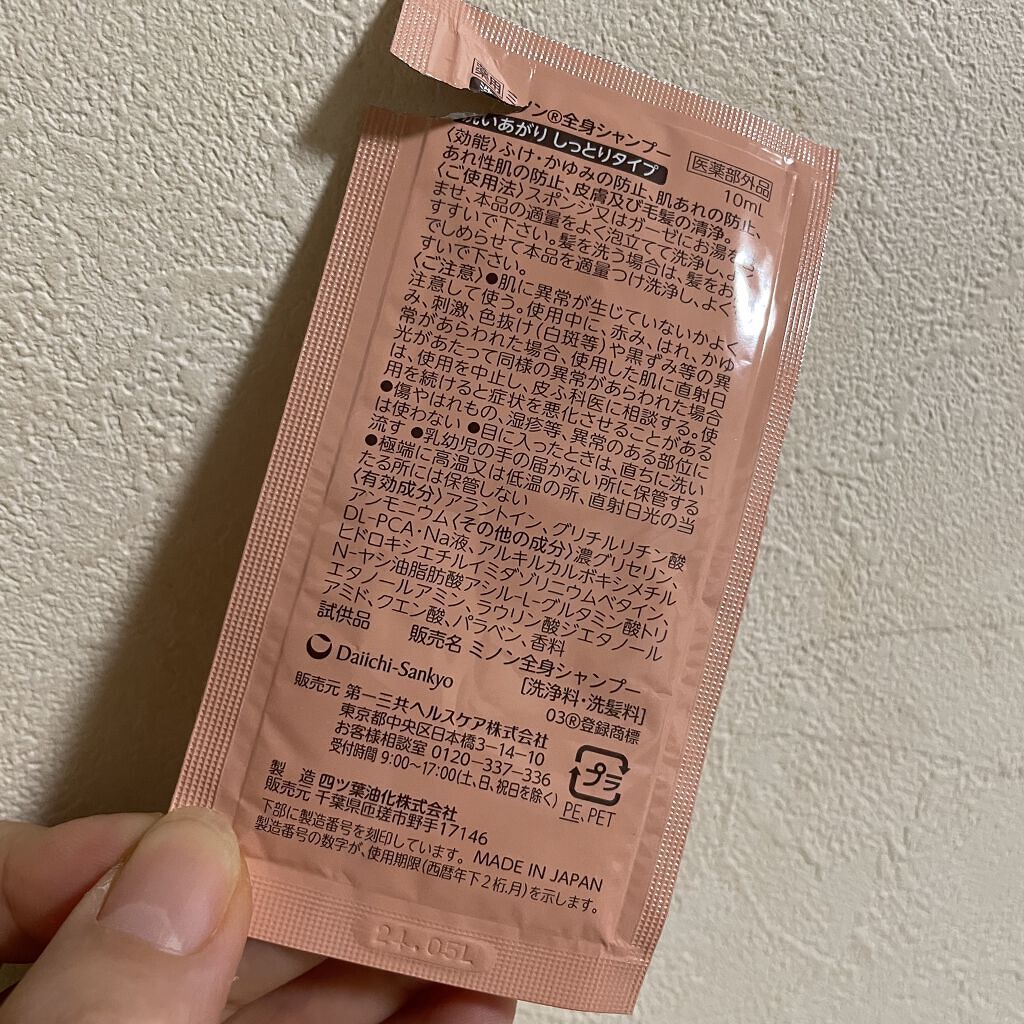 薬用 ミノン®全身シャンプー
洗いあがり しっとりタイプ
医薬部外品
10mL
〈効能〉ふけ・かゆみの防止、肌あれの防止、
あれ性肌の防止、皮膚及び毛髪の清浄。
〈ご使用法〉スポンジ又はガーゼにお湯を
ませ、本品の適量をよく泡立てて洗浄し、よ
すすいで下さい。髪を洗う場合は、髪をお
でしめらせて本品を適量つけ洗浄し、よく
すいで下さい。
〈ご注意〉●肌に異常が生じていないかよく
注意して使う。使用中に、赤み、はれ、かゆ
み、刺激、色抜け(白斑等)や黒ずみ等の異
常があらわれた場合、使用した肌に直射日
光があたって同様の異常があらわれた場合
は、使用を中止し、皮ふ科医に相談する。使
用を続けると症状を悪化させることがある
●傷やはれもの、湿疹等、異常のある部位に
は使わない ●目に入ったときは、直ちに洗い
流す ●乳幼児の手の届かない所に保管する
●極端に高温又は低温の所、直射日光の当
たる所には保管しない
〈有効成分〉アラントイン、グリチルリチン酸
アンモニウム〈その他の成分〉濃グリセリン、
DL-PCA・Na液、アルキルカルボキシメチル
ヒドロキシエチルイミダゾリニウムベタイン、
N-ヤシ油脂肪酸アシル-L-グルタミン酸トリ
エタノールアミン、ラウリン酸ジエタノール
アミド、クエン酸、パラベン、香料
試供品 販売名 ミノン全身シャンプー
[洗浄料・洗髪料]
Daiichi-Sankyo
03®登録商標
販売元 第一三共ヘルスケア株式会社
東京都中央区日本橋3-14-10
お客様相談室 0120-337-336
受付時間 9:00〜17:00(土、日、祝日を除く)
プラ
PE、PET
製造 四ツ葉油化株式会社
販売元 千葉県匝瑳市野手17146
下部に製造番号を刻印しています。 MADE IN JAPAN
製造番号の数字が、使用期限(西暦年下2桁.月)を示します。
24.05L